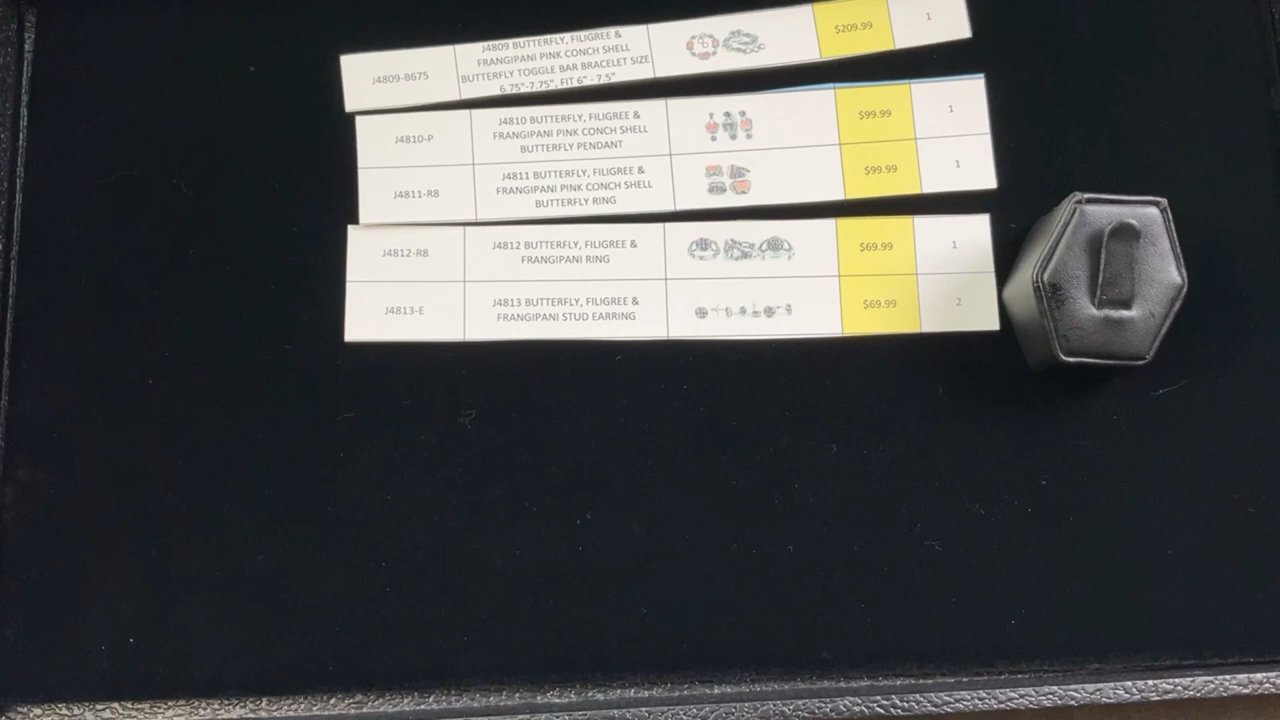 J4809-B675
J4809 BUTTERFLY, FILIGREE &
FRANGIPANI PINK CONCH SHELL
BUTTERFLY TOGGLE BAR BRACELET SIZE
6.75"-7.75", FIT 6" - 7.5"
$209.99
1
J4810-P
J4810 BUTTERFLY, FILIGREE &
FRANGIPANI PINK CONCH SHELL
BUTTERFLY PENDANT
$99.99
1
J4811-R8
J4811 BUTTERFLY, FILIGREE &
FRANGIPANI PINK CONCH SHELL
BUTTERFLY RING
$99.99
1
J4812-R8
J4812 BUTTERFLY, FILIGREE &
FRANGIPANI RING
$69.99
1
J4813-E
J4813 BUTTERFLY, FILIGREE &
FRANGIPANI STUD EARRING
$69.99
2